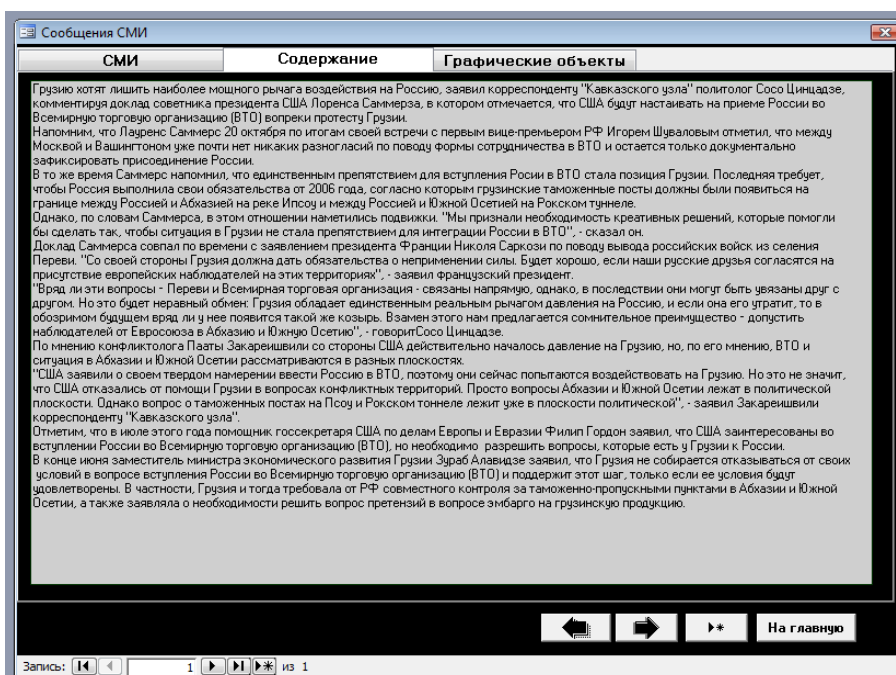 Сообщения СМИ
СМИ
Содержание
Графические объекты
Грузию хотят лишить наиболее мощного рычага воздействия на Россию, заявил корреспонденту "Кавказского узла" политолог Сосо Цинцадзе,
комментируя доклад советника президента США Лоренса Саммерза, в котором отмечается, что США будут настаивать на приеме России во
Всемирную торговую организацию (ВТО) вопреки протесту Грузии.
Напомним, что Лауренс Саммерс 20 октября по итогам своей встречи с первым вице-премьером РФ Игорем Шуваловым отметил, что между
Москвой и Вашингтоном уже почти нет никаких разногласий по поводу формы сотрудничества в ВТО и остается только документально
зафиксировать присоединение России.
В то же время Саммерс напомнил, что единственным препятствием для вступления Росии в ВТО стала позиция Грузии. Последняя требует,
чтобы Россия выполнила свои обязательства от 2006 года, согласно которым грузинские таможенные посты должны были появиться на
границе между Россией и Абхазией на реке Ипсоу и между Россией и Южной Осетией на Рокском туннеле.
Однако, по словам Саммерса, в этом отношении наметились подвижки. "Мы признали необходимость креативных решений, которые помогли
бы сделать так, чтобы ситуация в Грузии не стала препятствием для интеграции России в ВТО", - сказал он.
Доклад Саммерса совпал по времени с заявлением президента Франции Николя Саркози по поводу вывода российских войск из селения
Переви. "Со своей стороны Грузия должна дать обязательства о неприменении силы. Будет хорошо, если наши русские друзья согласятся на
присутствие европейских наблюдателей на этих территориях", - заявил французский президент.
"Вряд ли эти вопросы - Переви и Всемирная торговая организация - связаны напрямую, однако, в последствии они могут быть увязаны друг с
другом. Но это будет неравный обмен: Грузия обладает единственным реальным рычагом давления на Россию, и если она его утратит, то в
обозримом будущем вряд ли у нее появится такой же козырь. Взамен этого нам предлагается сомнительное преимущество - допустить
наблюдателей от Евросоюза в Абхазию и Южную Осетию", - говоритСосо Цинцадзе.
По мнению конфликтолога Пааты Закареишвили со стороны США действительно началось давление на Грузию, но, по его мнению, ВТО и
ситуация в Абхазии и Южной Осетии рассматриваются в разных плоскостях.
"США заявили о своем твердом намерении ввести Россию в ВТО, поэтому они сейчас попытаются воздействовать на Грузию. Но это не значит,
что США отказались от помощи Грузии в вопросах конфликтных территорий. Просто вопросы Абхазии и Южной Осетии лежат в политической
плоскости. Однако вопрос о таможенных постах на Псоу и Рокском тоннеле лежит уже в плоскости политической", - заявил Закареишвили
корреспонденту "Кавказского узла".
Отметим, что в июле этого года помощник госсекретаря США по делам Европы и Евразии Филип Гордон заявил, что США заинтересованы во
вступлении России во Всемирную торговую организацию (ВТО), но необходимо разрешить вопросы, которые есть у Грузии к России.
В конце июня заместитель министра экономического развития Грузии Зураб Алавидзе заявил, что Грузия не собирается отказываться от своих
условий в вопросе вступления России во Всемирную торговую организацию (ВТО) и поддержит этот шаг, только если ее условия будут
удовлетворены. В частности, Грузия и тогда требовала от РФ совместного контроля за таможенно-пропускными пунктами в Абхазии и Южной
Осетии, а также заявляла о необходимости решить вопрос претензий в вопросе эмбарго на грузинскую продукцию.
На главную
Запись: 1 из 1